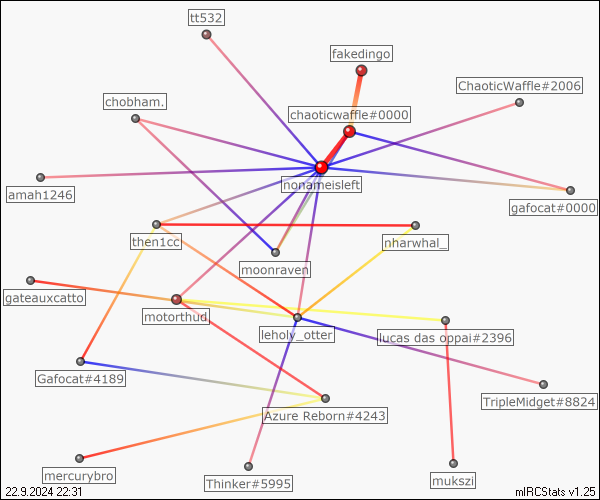 tt532
fakedingo
ChaoticWaffle#2006
chobham.
chaoticwaffle#0000
nonameisleft
amah1246
gafocat#0000
then1cc
nharwhal_
moonraven
gateauxcatto
motorthud
leholy_otter
lucas das oppai#2396
Gafocat#4189
TripleMidget#8824
Azure Reborn#4243
mercurybro
Thinker#5995
mukszi
22.9.2024 22:31
mIRCStats v1.25